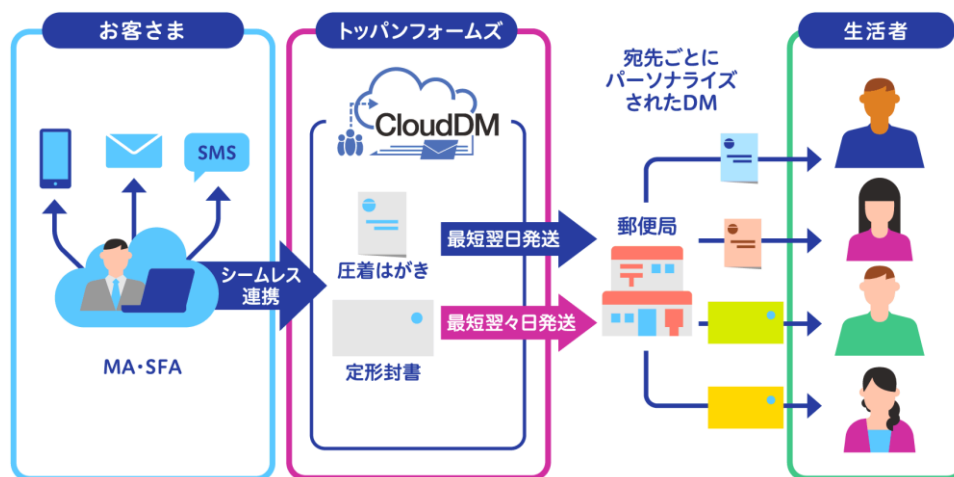 お客さま
SMS
MA・SFA
シームレス
連携
トッパンフォームズ
CloudDM
圧着はがき
定形封書
最短翌日発送
最短翌々日発送
宛先ごとに
パーソナライズ
されたDM
郵便局
生活者